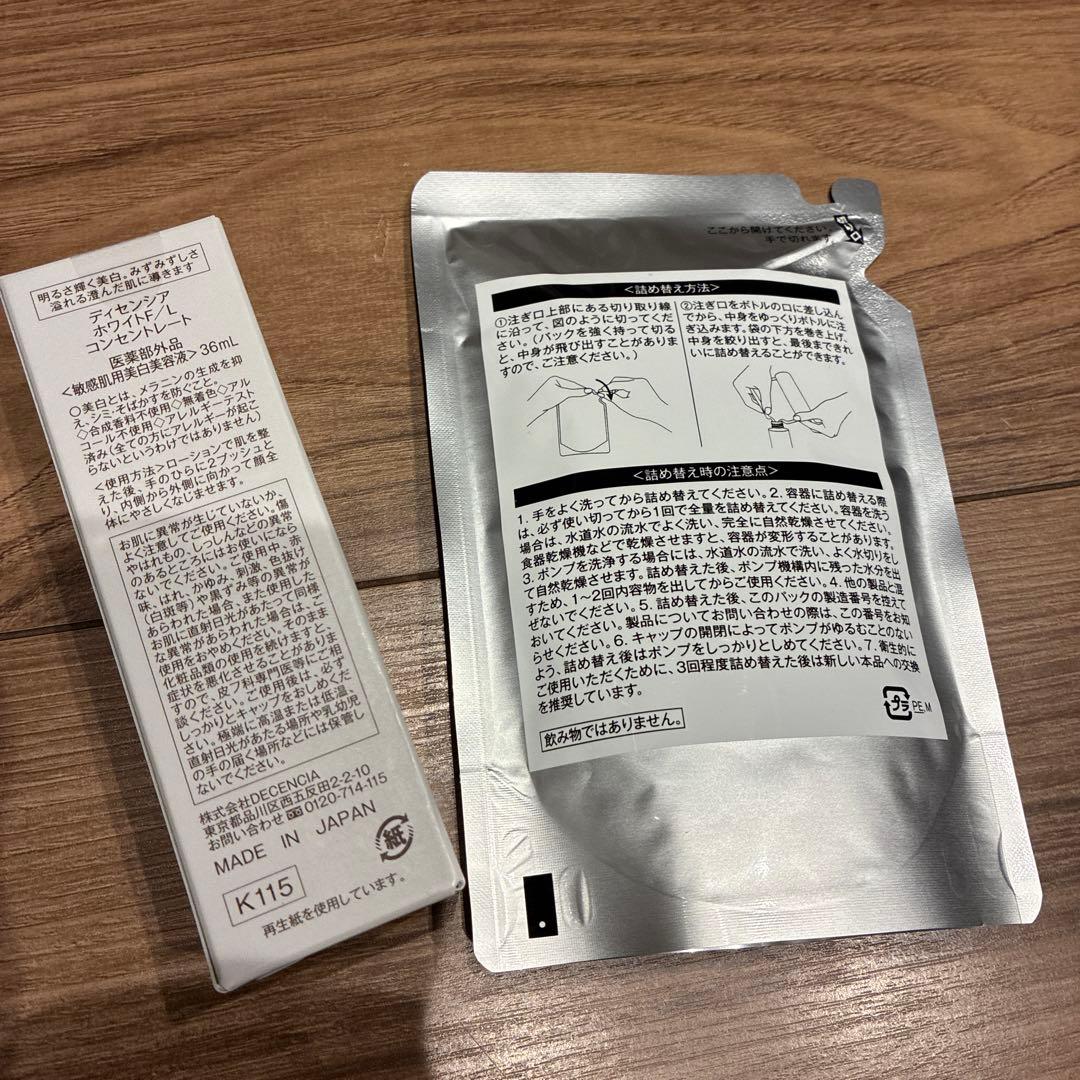 明るさ輝く美白。みずみずしさ
溢れる澄んだ肌に導きます
ディセンシア
ホワイトF/L
コンセントレート
医薬部外品
<敏感肌用美白美容液>36mL
○美白とは、メラニンの生成を抑
え、シミ・そばかすを防ぐこと。
◇合成香料不使用◇無着色◇アル
コール不使用◇アレルギーテスト
済み(全ての方にアレルギーが起こ
らないというわけではありません)
<使用方法>ローションで肌を整
えた後、手のひらに2プッシュと
り、内側から外側に向かって顔全
体にやさしくなじませます。
お肌に異常が生じていないか、
よく注意してご使用ください。傷
やはれもの、しっしんなどの異常
のあるところにはお使いになら
ないでください。ご使用中、赤
味、はれ、かゆみ、刺激、色抜け
(白斑等)や黒ずみ等の異常が
あらわれた場合、また使用した
お肌に直射日光があたって同様
な異常があらわれる場合は、ご
使用をおやめください。そのまま
化粧品類の使用を続けますと、
症状を悪化させることがありま
すので、皮フ科専門医等にご相
談ください。ご使用後は、必ず
しっかりとキャップをおしめくだ
さい。極端に高温または低温、
直射日光があたる場所や乳幼児
の手の届く場所などには保管し
ないでください。
株式会社DECENCIA
東京都品川区西五反田2-2-10
お問い合わせ 0120-714-115
MADE IN JAPAN
紙
K115
再生紙を使用しています。
ここから開けてください。
手で切れます。
切り口
<詰め替え方法>
①注ぎ口上部にある切り取り線
に沿って、図のように切ってくだ
さい。(パックを強く持って切る
と、中身が飛び出すことがありま
すので、ご注意ください。)
②注ぎ口をボトルの口に差し込ん
でから、中身をゆっくりボトルに注
ぎ込みます。袋の下方を巻き上げ、
中身を絞り出すと、最後まできれ
いに詰め替えることができます。
<詰め替え時の注意点>
1. 手をよく洗ってから詰め替えてください。2. 容器に詰め替える際
は、必ず使い切ってから1回で全量を詰め替えてください。容器を洗う
場合は、水道水の流水でよく洗い、完全に自然乾燥させてください。
食器乾燥機などで乾燥させますと、容器が変形することがあります。
3. ポンプを洗浄する場合には、水道水の流水で洗い、よく水切りをし
て自然乾燥させます。詰め替えた後、ポンプ機構内に残った水分を出
すため、1〜2回内容物を出してからご使用ください。4. 他の製品と混
ぜないでください。5. 詰め替えた後、このパックの製造番号を控えて
おいてください。製品についてお問い合わせの際は、この番号をお知
らせください。6. キャップの開閉によってポンプがゆるむことのない
よう、詰め替え後はポンプをしっかりとしめてください。7. 衛生的に
ご使用いただくために、3回程度詰め替えた後は新しい本品への交換
を推奨しています。
飲み物ではありません。
プラ PE,M